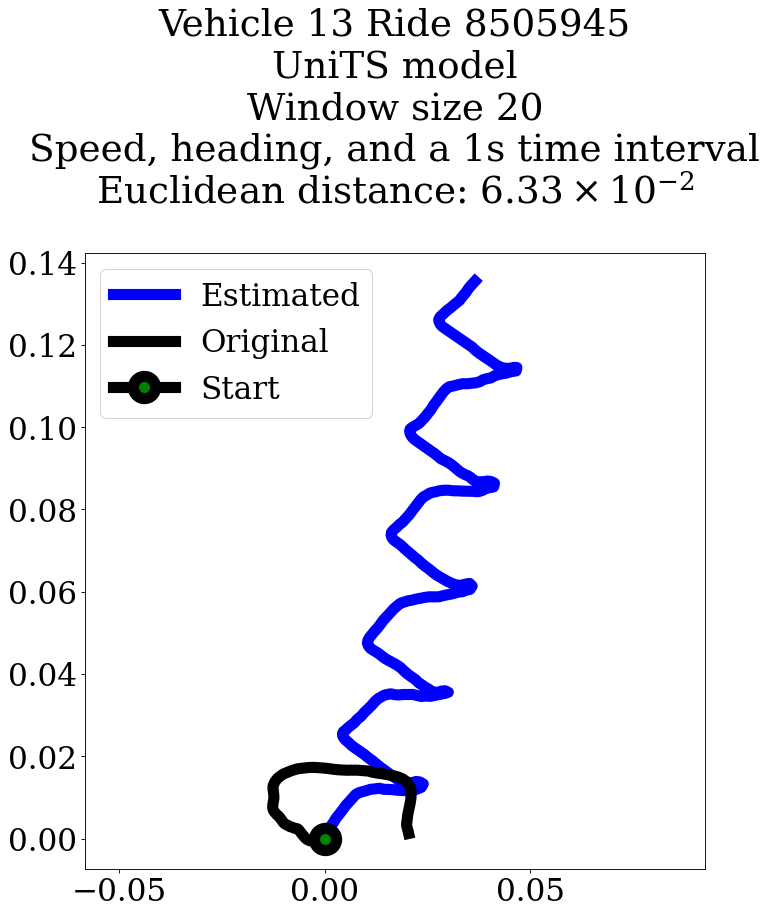 Vehicle 13 Ride 8505945
UniTS model
Window size 20
Speed, heading, and a 1s time interval
Euclidean distance: 6.33 × 10⁻²
Estimated
Original
Start
0.14
0.12
0.10
0.08
0.06
0.04
0.02
0.00
−0.05 0.00 0.05